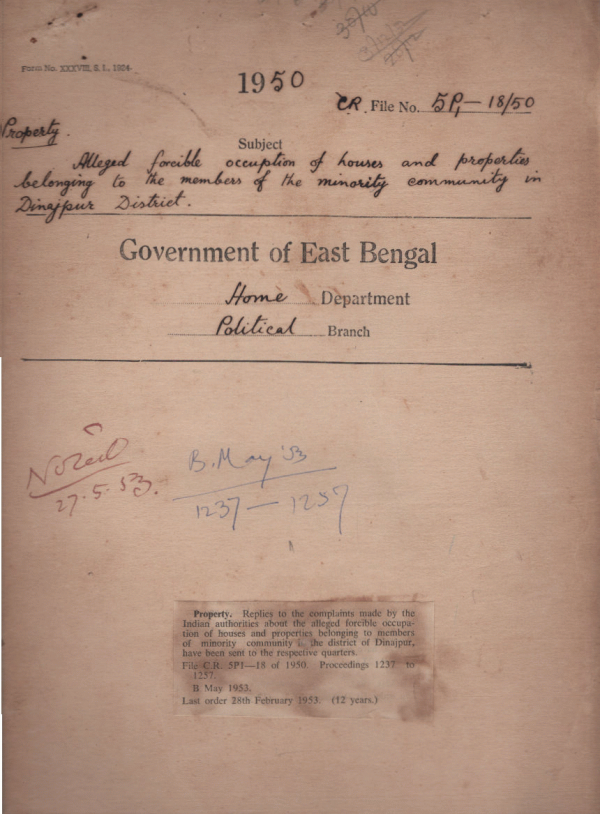 Form No. XXXVIII, S. I., 1924.
1950
CR. File No. 5P1—18/50
Property.
Subject
Alleged forcible occuption of houses and properties
belonging to the members of the minority community in
Dinajpur District.
Government of East Bengal
Home Department
Political Branch
Noted
27.5.53.
B. May '53
1237—1257
Property. Replies to the complaints made by the
Indian authorities about the alleged forcible occupa-
tion of houses and properties belonging to members
of minority community in the district of Dinajpur,
have been sent to the respective quarters.
File C.R. 5P1—18 of 1950. Proceedings 1237 to
1257.
B May 1953.
Last order 28th February 1953. (12 years.)